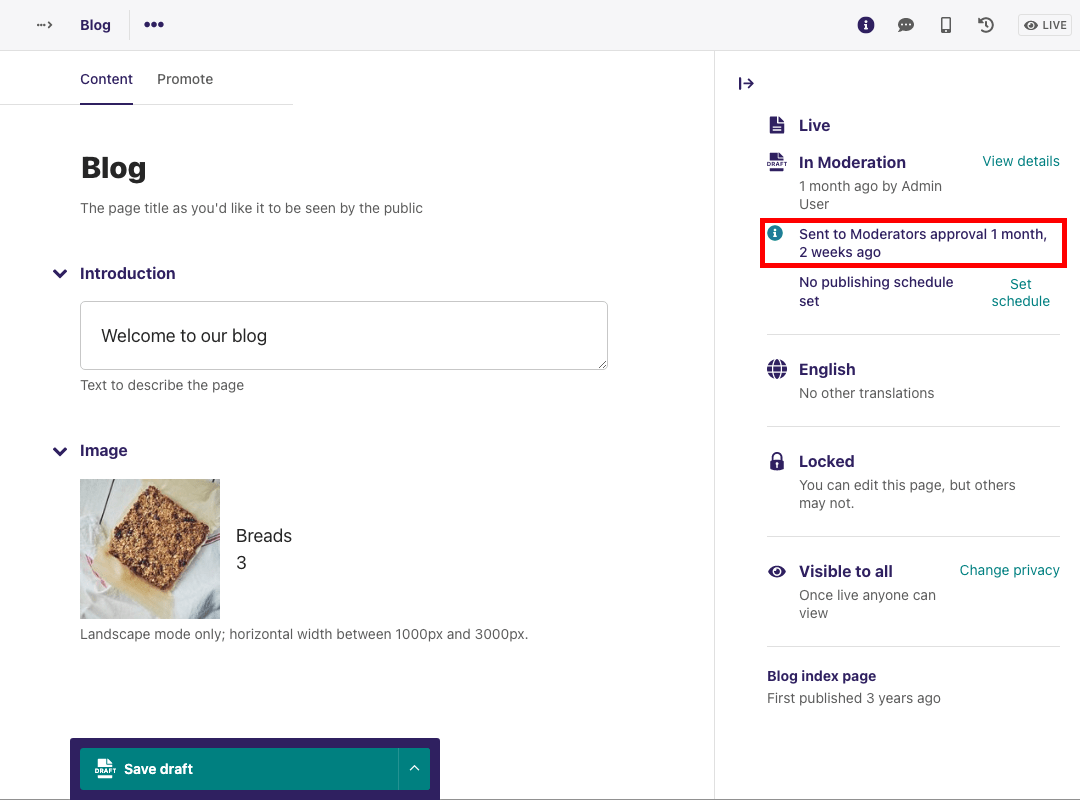 Blog
LIVE
Content
Promote
Blog
The page title as you'd like it to be seen by the public
Introduction
Welcome to our blog
Text to describe the page
Image
Breads
3
Landscape mode only; horizontal width between 1000px and 3000px.
DRAFT Save draft
Live
DRAFT In Moderation
View details
1 month ago by Admin
User
Sent to Moderators approval 1 month,
2 weeks ago
No publishing schedule
set
Set
schedule
English
No other translations
Locked
You can edit this page, but others
may not.
Visible to all
Change privacy
Once live anyone can
view
Blog index page
First published 3 years ago